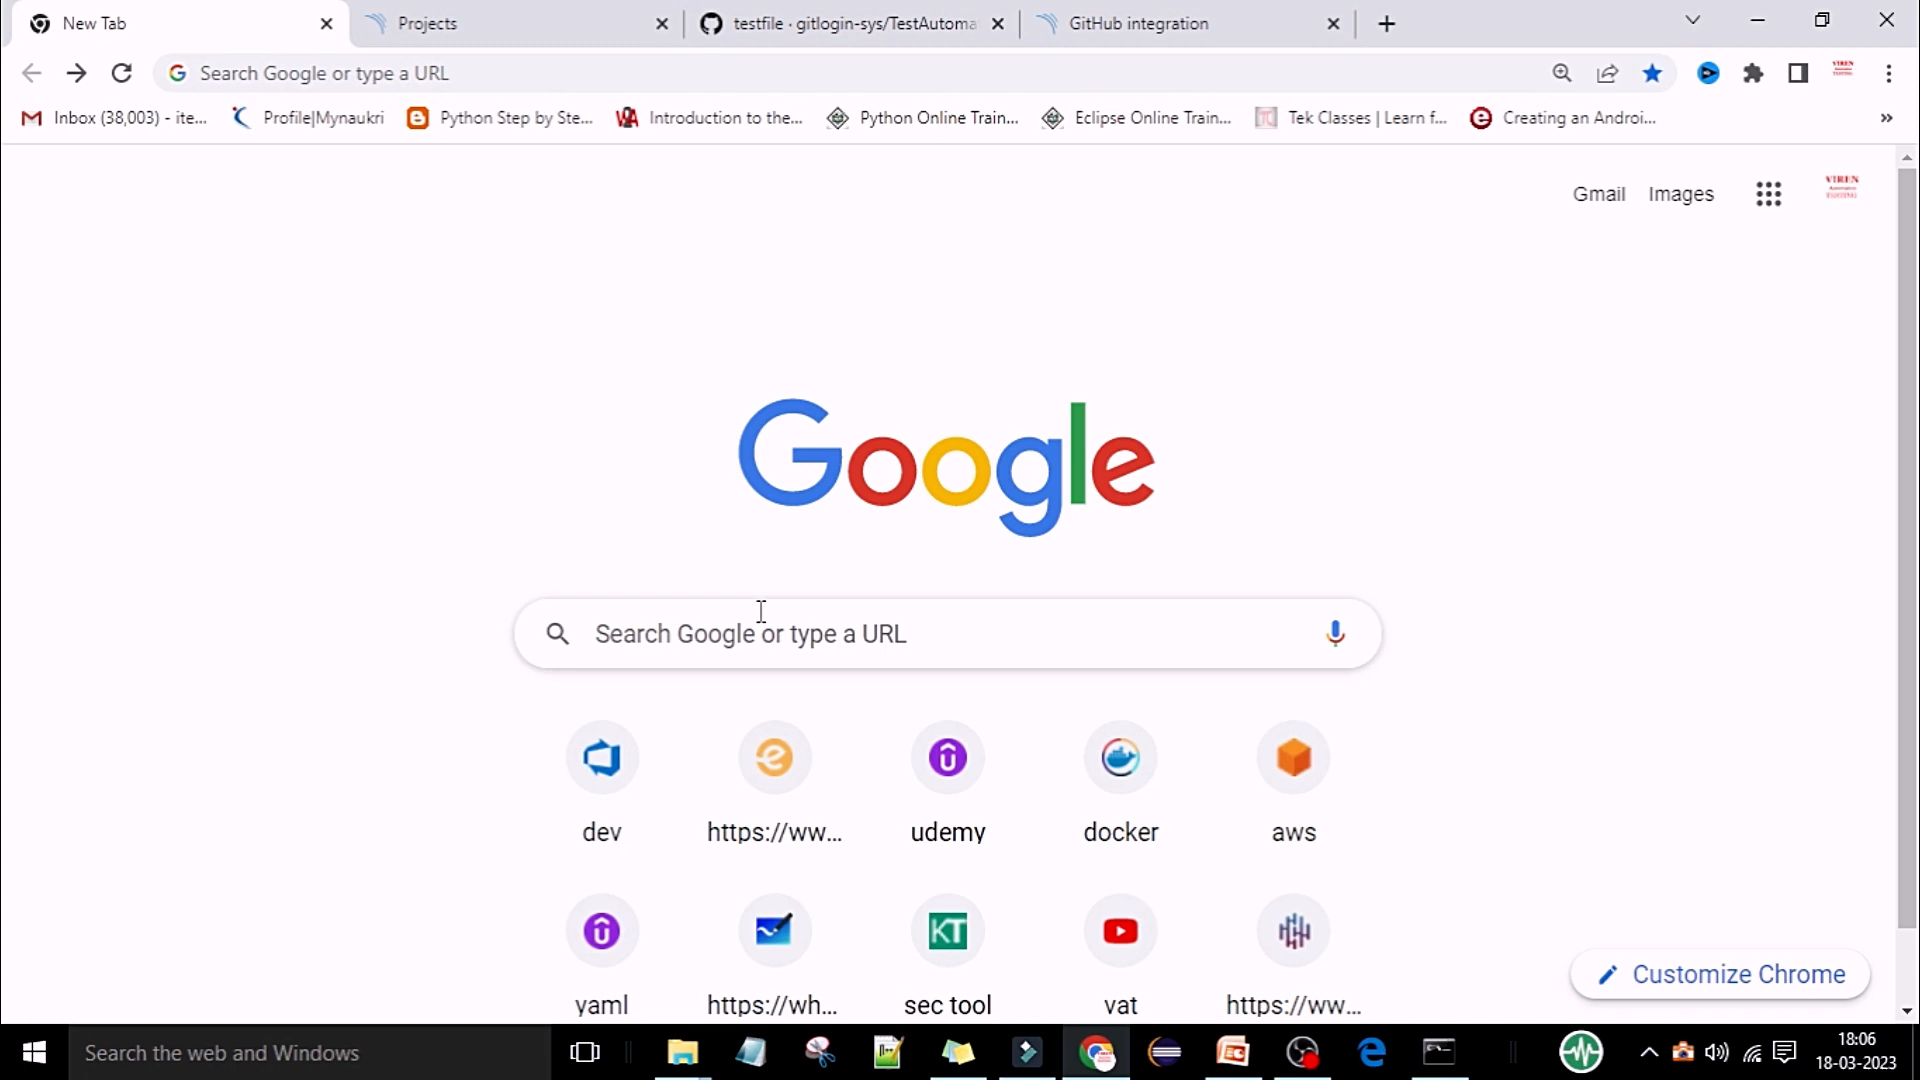 New Tab
Projects
testfile · gitlogin-sys/TestAutoma
GitHub integration
Search Google or type a URL
VIREN
Inbox (38,003) - ite...
Profile|Mynaukri
Python Step by Ste...
Introduction to the...
Python Online Train...
Eclipse Online Train...
Tek Classes | Learn f...
Creating an Androi...
»
Gmail
Images
VIREN
Google
Search Google or type a URL
dev
https://ww...
udemy
docker
aws
KT
yaml
https://wh...
sec tool
vat
https://ww...
Customize Chrome
Search the web and Windows
18:06
18-03-2023